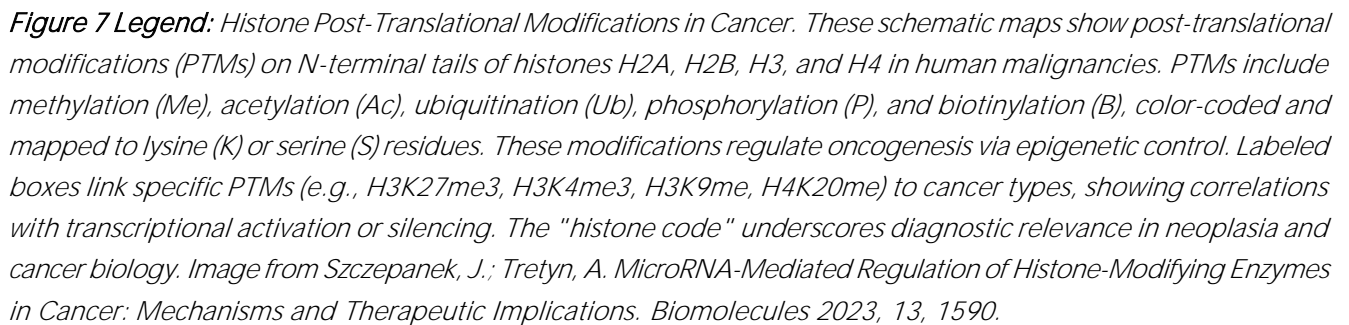 Figure 7 Legend: Histone Post-Translational Modifications in Cancer. These schematic maps show post-translational
modifications (PTMs) on N-terminal tails of histones H2A, H2B, H3, and H4 in human malignancies. PTMs include
methylation (Me), acetylation (Ac), ubiquitination (Ub), phosphorylation (P), and biotinylation (B), color-coded and
mapped to lysine (K) or serine (S) residues. These modifications regulate oncogenesis via epigenetic control. Labeled
boxes link specific PTMs (e.g., H3K27me3, H3K4me3, H3K9me, H4K20me) to cancer types, showing correlations
with transcriptional activation or silencing. The "histone code" underscores diagnostic relevance in neoplasia and
cancer biology. Image from Szczepanek, J.; Tretyn, A. MicroRNA-Mediated Regulation of Histone-Modifying Enzymes
in Cancer: Mechanisms and Therapeutic Implications. Biomolecules 2023, 13, 1590.